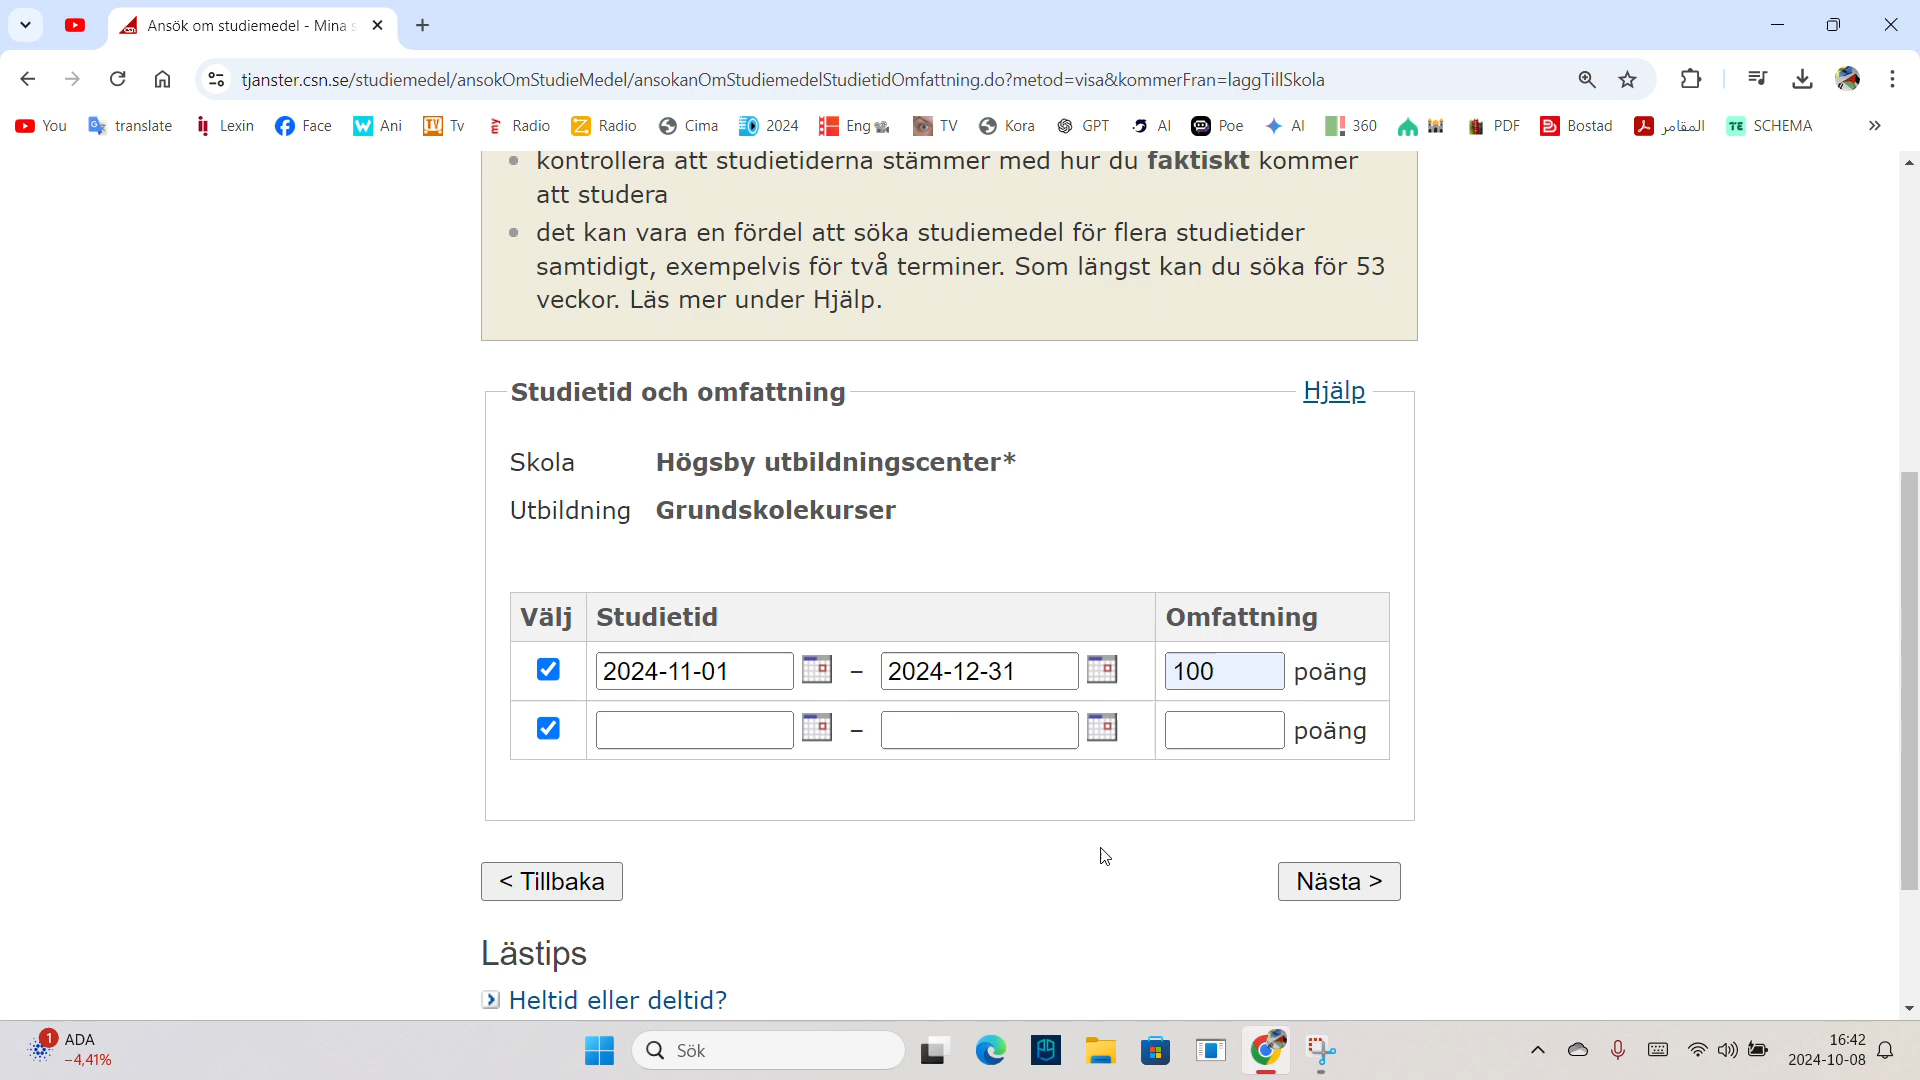 Ansök om studiemedel - Mina s
tjanster.csn.se/studiemedel/ansokOmStudieMedel/ansokanOmStudiemedelStudietidOmfattning.do?metod=visa&kommerFran=laggTillSkola
You translate Lexin Face Ani Tv Radio Radio Cima 2024 Eng TV Kora GPT AI Poe AI 360 PDF Bostad المقامر SCHEMA »
kontrollera att studietiderna stämmer med hur du faktiskt kommer
att studera
det kan vara en fördel att söka studiemedel för flera studietider
samtidigt, exempelvis för två terminer. Som längst kan du söka för 53
veckor. Läs mer under Hjälp.
Studietid och omfattning Hjälp
Skola Högsby utbildningscenter*
Utbildning Grundskolekurser
Välj Studietid Omfattning
2024-11-01 – 2024-12-31 100 poäng
– poäng
< Tillbaka Nästa >
Lästips
Heltid eller deltid?
1 ADA
-4,41%
Sök
16:42
2024-10-08